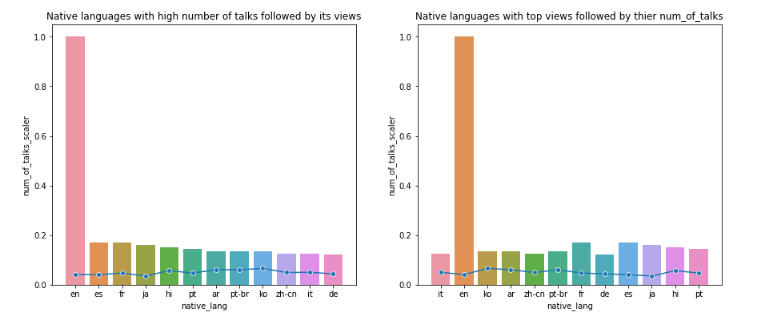 Native languages with high number of talks followed by its views
num_of_talks_scaler
1.0
0.8
0.6
0.4
0.2
0.0
en es fr ja hi pt ar pt-br ko zh-cn it de
native_lang
Native languages with top views followed by thier num_of_talks
num_of_talks_scaler
1.0
0.8
0.6
0.4
0.2
0.0
it en ko ar zh-cn pt-br fr de es ja hi pt
native_lang